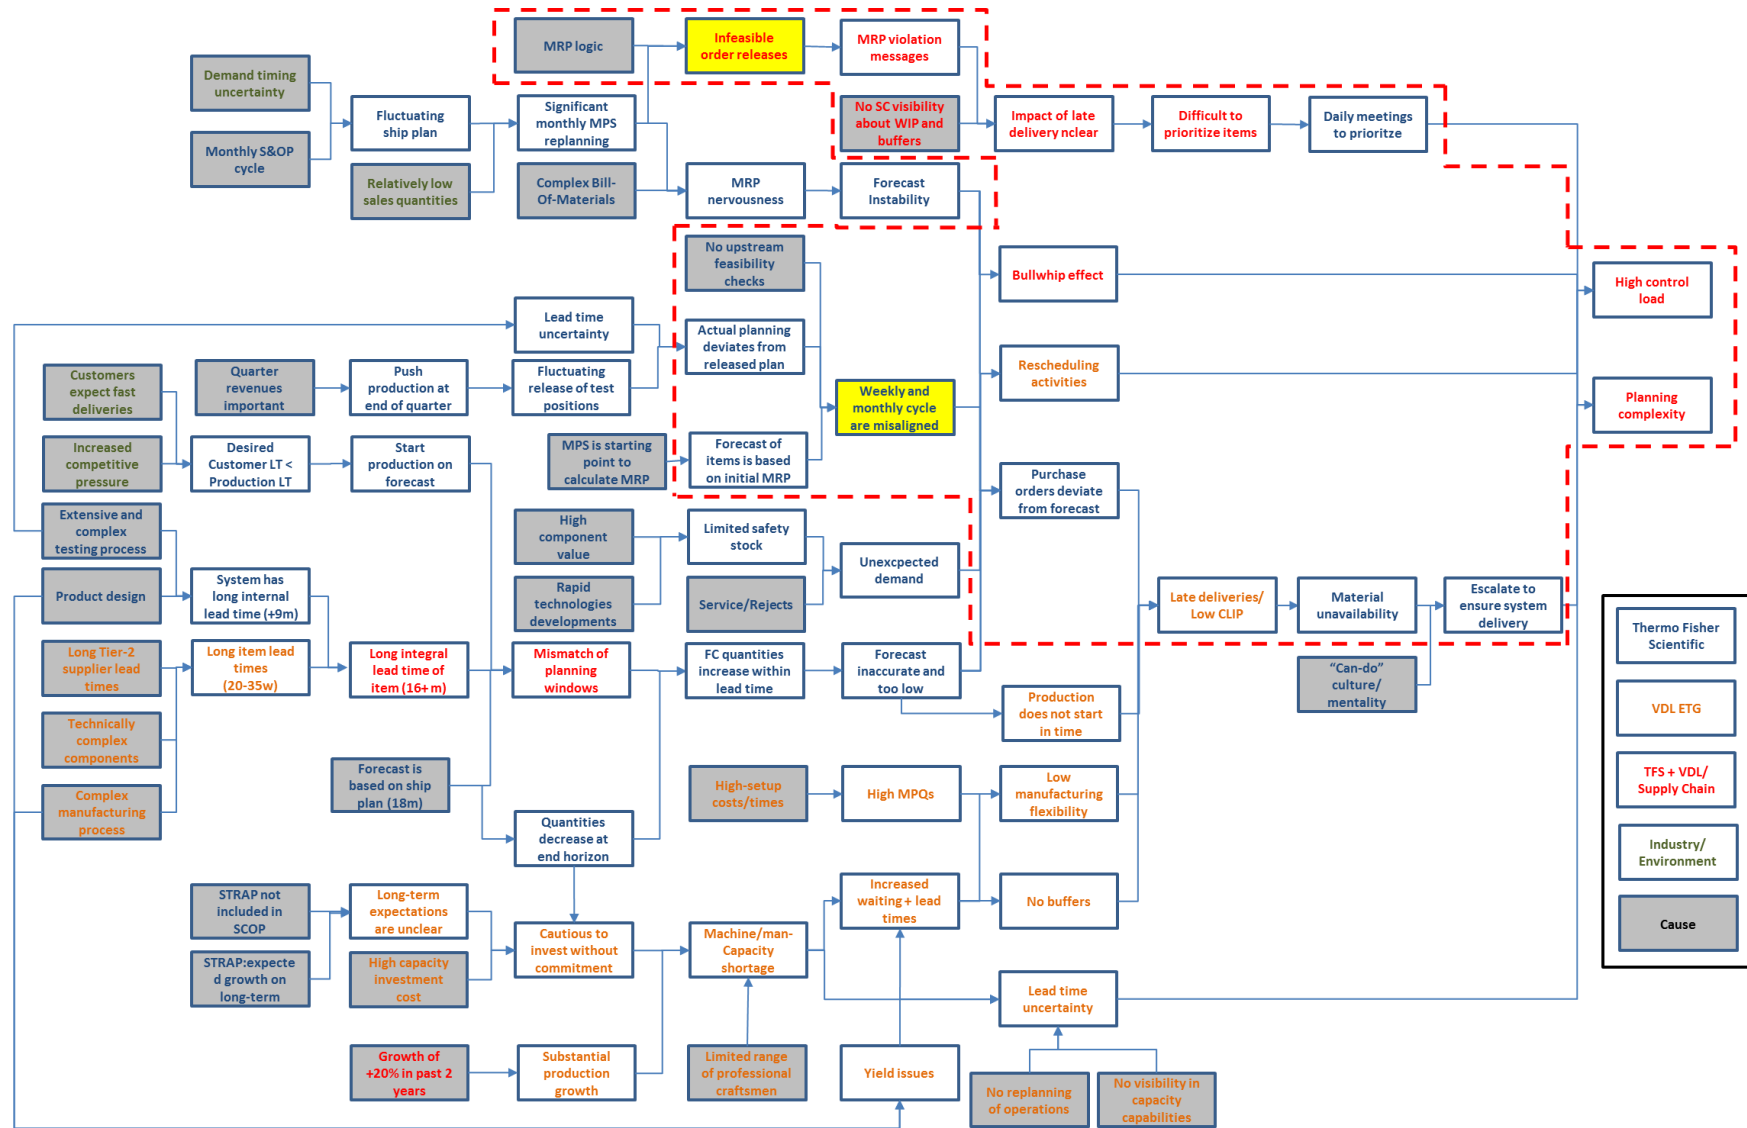 MRP logic
Infeasible
order releases
MRP violation
messages
Demand timing
uncertainty
Fluctuating
ship plan
Significant
monthly MPS
replanning
No SC visibility
about WIP and
buffers
Impact of late
delivery nclear
Difficult to
prioritize items
Daily meetings
to prioritze
Monthly S&OP
cycle
Relatively low
sales quantities
Complex Bill-
Of-Materials
MRP
nervousness
Forecast
Instability
No upstream
feasibility
checks
Bullwhip effect
High control
load
Lead time
uncertainty
Actual planning
deviates from
released plan
Customers
expect fast
deliveries
Quarter
revenues
important
Push
production at
end of quarter
Fluctuating
release of test
positions
Rescheduling
activities
Weekly and
monthly cycle
are misaligned
Planning
complexity
Increased
competitive
pressure
Desired
Customer LT <
Production LT
Start
production on
forecast
MPS is starting
point to
calculate MRP
Forecast of
items is based
on initial MRP
Purchase
orders deviate
from forecast
Extensive and
complex
testing process
High
component
value
Limited safety
stock
Unexcpected
demand
Product design
System has
long internal
lead time (+9m)
Rapid
technologies
developments
Service/Rejects
Late deliveries/
Low CLIP
Material
unavailability
Escalate to
ensure system
delivery
Thermo Fisher
Scientific
Long Tier-2
supplier lead
times
Long item lead
times
(20-35w)
Long integral
lead time of
item (16+ m)
Mismatch of
planning
windows
FC quantities
increase within
lead time
Forecast
inaccurate and
too low
"Can-do"
culture/
mentality
VDL ETG
Production
does not start
in time
Technically
complex
components
Forecast is
based on ship
plan (18m)
High-setup
costs/times
High MPQs
Low
manufacturing
flexibility
TFS + VDL/
Supply Chain
Complex
manufacturing
process
Quantities
decrease at
end horizon
Industry/
Environment
STRAP not
included in
SCOP
Long-term
expectations
are unclear
Increased
waiting + lead
times
No buffers
Cause
STRAP:expecte
d growth on
long-term
High capacity
investment
cost
Cautious to
invest without
commitment
Machine/man-
Capacity
shortage
Lead time
uncertainty
Growth of
+20% in past 2
years
Substantial
production
growth
Limited range
of professional
craftsmen
Yield issues
No replanning
of operations
No visibility in
capacity
capabilities